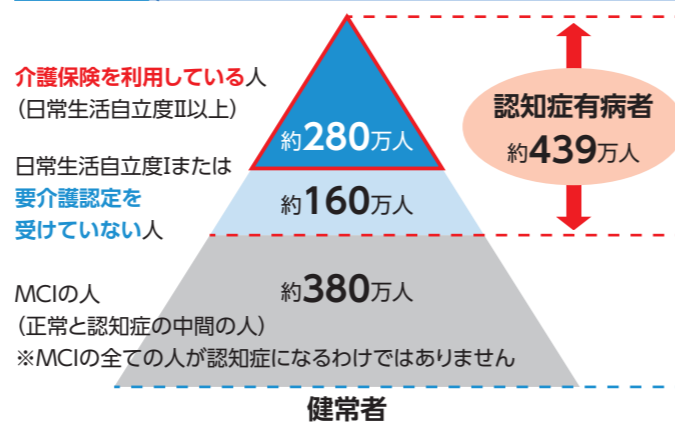 介護保険を利用している人
(日常生活自立度Ⅱ以上)
約280万人
認知症有病者
約439万人
日常生活自立度Ⅰまたは
要介護認定を
受けていない人
約160万人
MCIの人
(正常と認知症の中間の人)
※MCIの全ての人が認知症になるわけではありません
約380万人
健常者